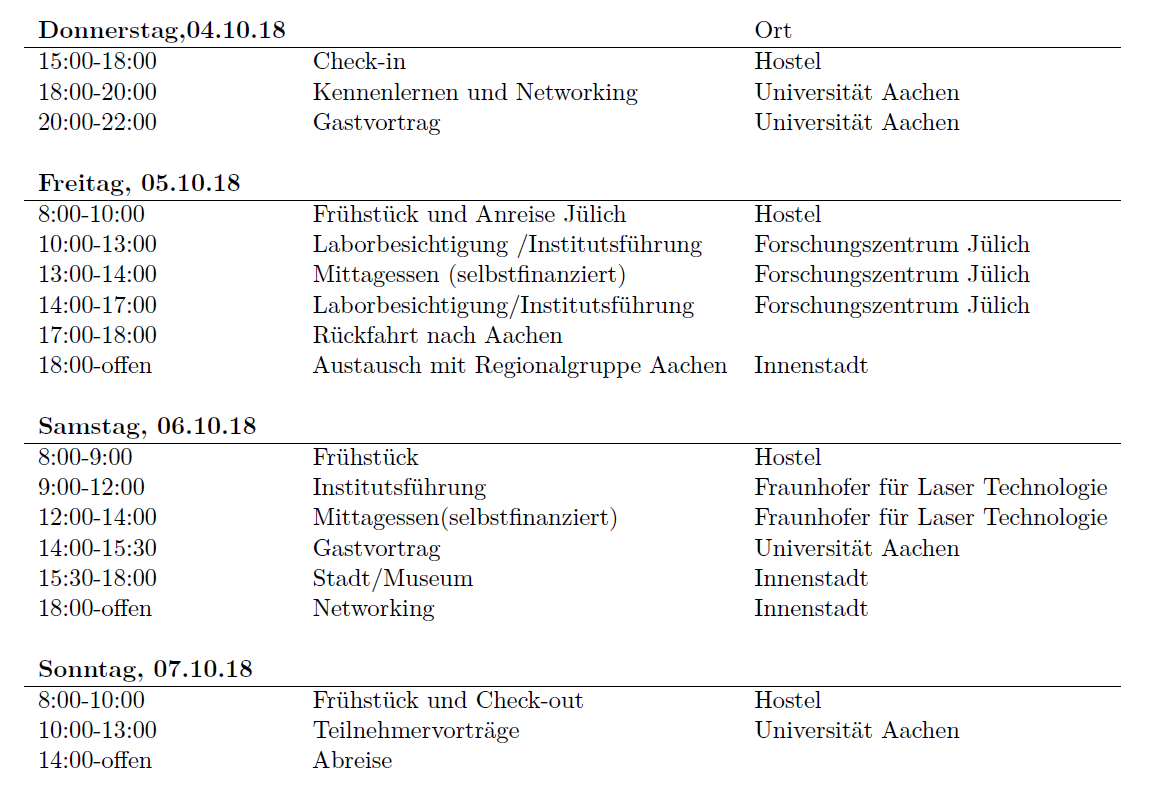 Donnerstag,04.10.18 Ort
15:00-18:00 Check-in Hostel
18:00-20:00 Kennenlernen und Networking Universität Aachen
20:00-22:00 Gastvortrag Universität Aachen
Freitag, 05.10.18
8:00-10:00 Frühstück und Anreise Jülich Hostel
10:00-13:00 Laborbesichtigung /Institutsführung Forschungszentrum Jülich
13:00-14:00 Mittagessen (selbstfinanziert) Forschungszentrum Jülich
14:00-17:00 Laborbesichtigung/Institutsführung Forschungszentrum Jülich
17:00-18:00 Rückfahrt nach Aachen
18:00-offen Austausch mit Regionalgruppe Aachen Innenstadt
Samstag, 06.10.18
8:00-9:00 Frühstück Hostel
9:00-12:00 Institutsführung Fraunhofer für Laser Technologie
12:00-14:00 Mittagessen(selbstfinanziert) Fraunhofer für Laser Technologie
14:00-15:30 Gastvortrag Universität Aachen
15:30-18:00 Stadt/Museum Innenstadt
18:00-offen Networking Innenstadt
Sonntag, 07.10.18
8:00-10:00 Frühstück und Check-out Hostel
10:00-13:00 Teilnehmervorträge Universität Aachen
14:00-offen Abreise